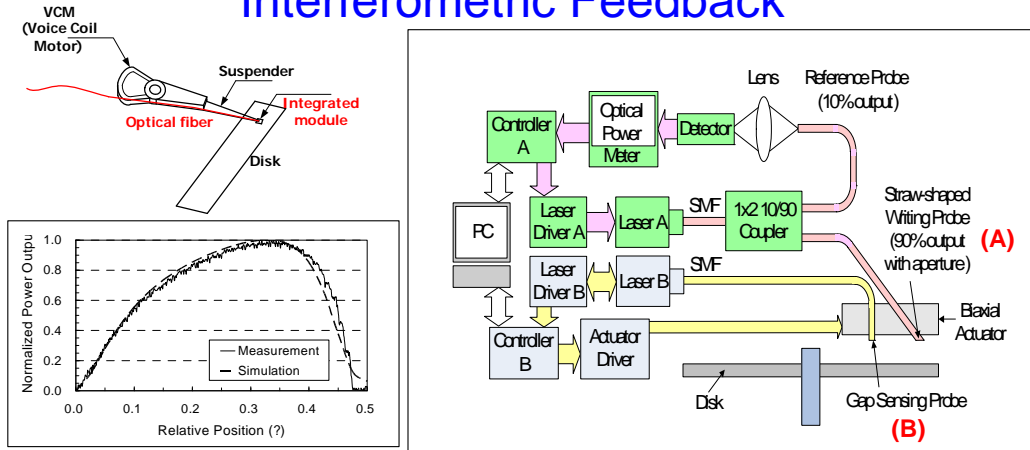 Interferometric Feedback
VCM
(Voice Coil
Motor)
Suspender
Optical fiber
Integrated
module
Disk
Normalized Power Outpu
1.0
0.8
0.6
0.4
0.2
0.0
Measurement
Simulation
0.0 0.1 0.2 0.3 0.4 0.5
Relative Position (?)
Lens
Reference Probe
(10% output)
Controller
A
Optical
Power
Meter
Detector
PC
Laser
Driver A
Laser A
SMF
1x2 10/90
Coupler
Straw-shaped
Writing Probe
(90% output
with aperture)
(A)
Laser
Driver B
Laser B
SMF
Controller
B
Actuator
Driver
Biaxial
Actuator
Disk
Gap Sensing Probe
(B)